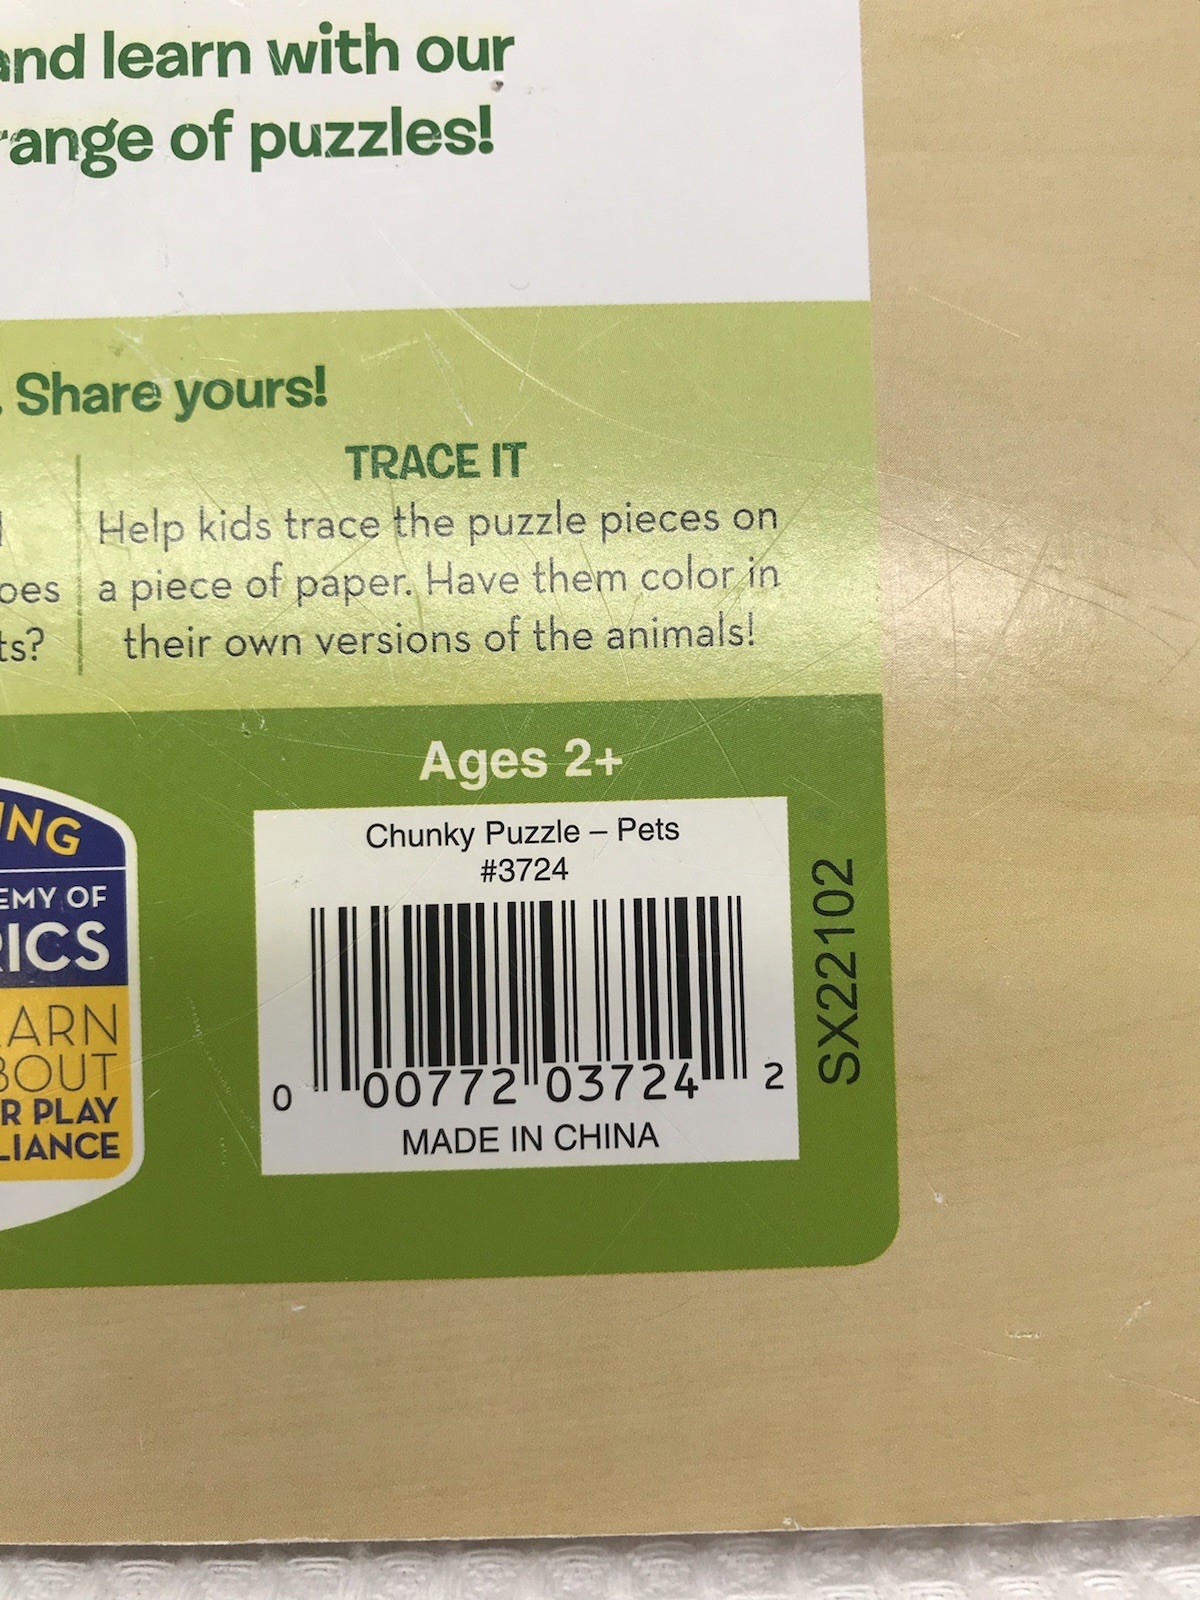 and learn with our
range of puzzles!
. Share yours!
TRACE IT
Help kids trace the puzzle pieces on
a piece of paper. Have them color in
their own versions of the animals!
oes
ts?
Ages 2+
Chunky Puzzle – Pets
#3724
0 00772 03724 2
MADE IN CHINA
SX22102
ING
EMY OF
RICS
EARN
BOUT
R PLAY
LIANCE